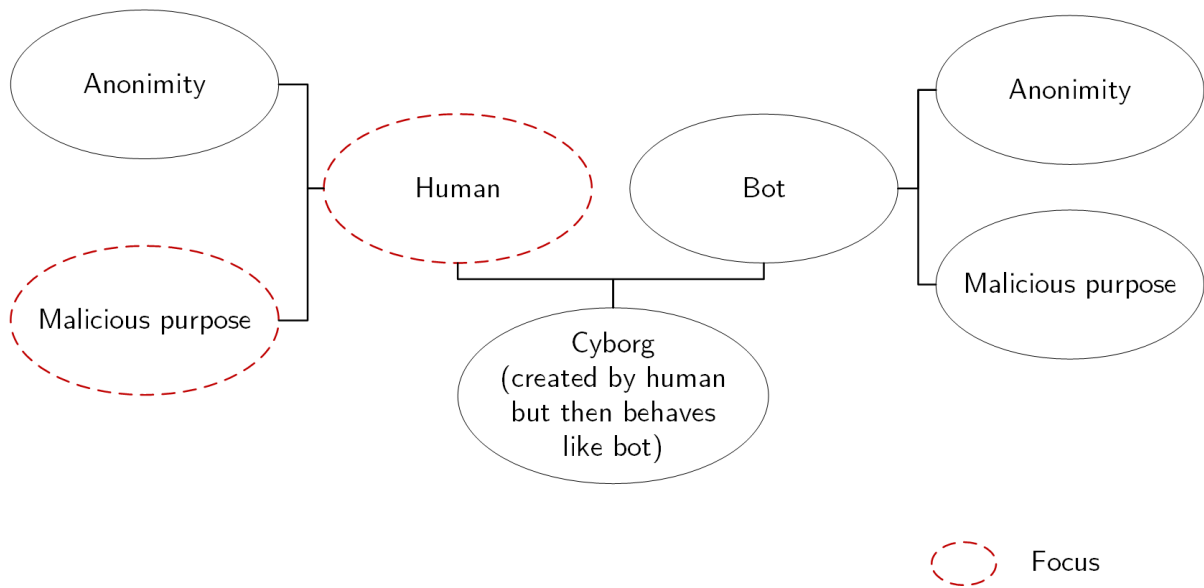 Anonimity
Anonimity
Human
Bot
Malicious purpose
Malicious purpose
Cyborg
(created by human
but then behaves
like bot)
Focus